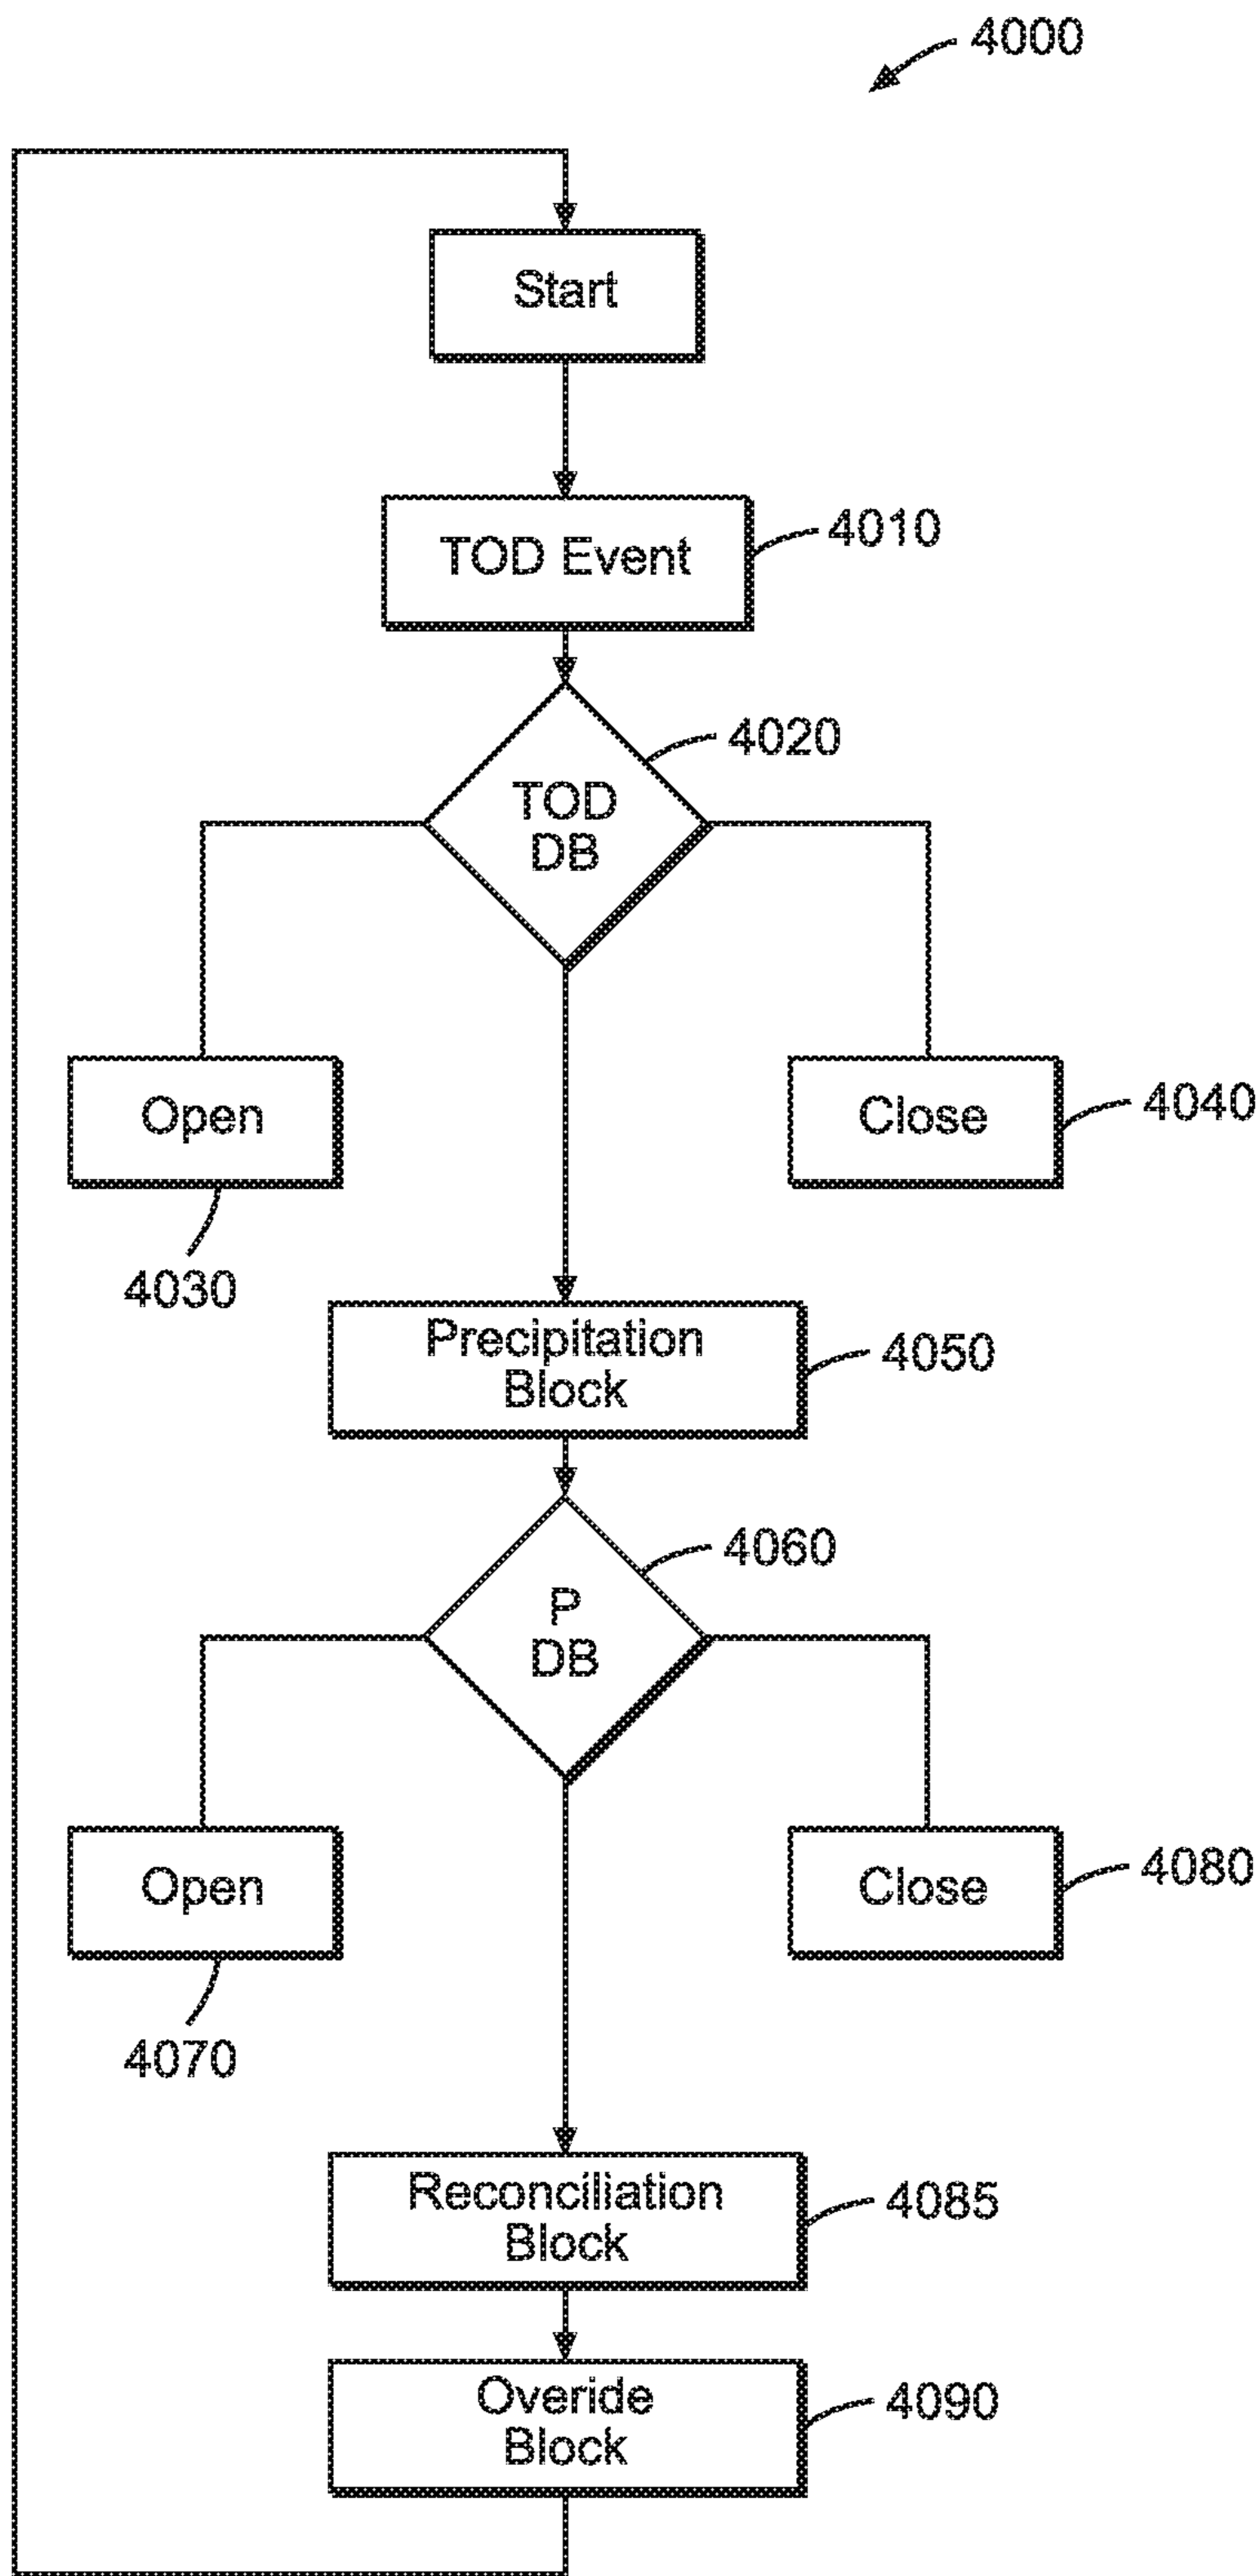 4000
Start
TOD Event
4010
4020
TOD
DB
Open
Close
4040
4030
Precipitation
Block
4050
4060
P
DB
Open
Close
4080
4070
Reconciliation
Block
4085
Overide
Block
4090